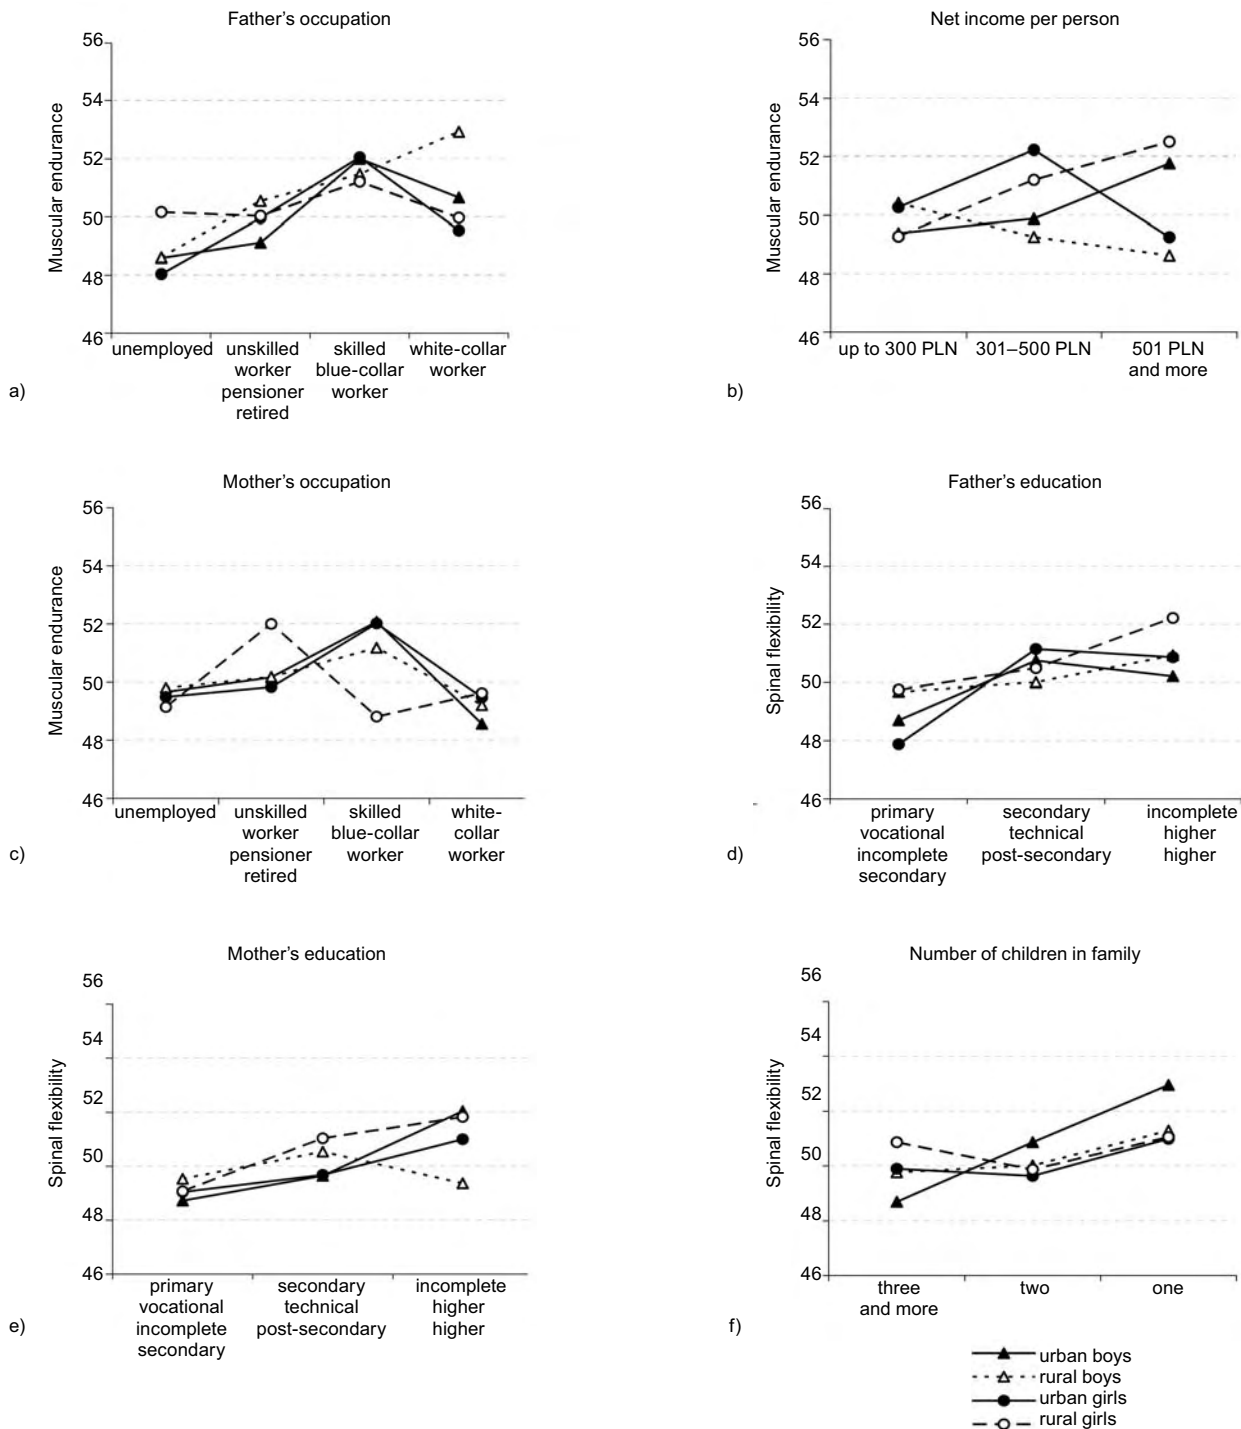 Father's occupation
56
54
52
50
48
46
Muscular endurance
unemployed
unskilled
worker
pensioner
retired
skilled
blue-collar
worker
white-collar
worker
a)
Net income per person
56
54
52
50
48
46
Muscular endurance
up to 300 PLN
301–500 PLN
501 PLN
and more
b)
Mother's occupation
56
54
52
50
48
46
Muscular endurance
unemployed
unskilled
worker
pensioner
retired
skilled
blue-collar
worker
white-
collar
worker
c)
Father's education
56
54
52
50
48
46
Spinal flexibility
primary
vocational
incomplete
secondary
secondary
technical
post-secondary
incomplete
higher
higher
d)
Mother's education
56
54
52
50
48
46
Spinal flexibility
primary
vocational
incomplete
secondary
secondary
technical
post-secondary
incomplete
higher
higher
e)
Number of children in family
56
54
52
50
48
46
Spinal flexibility
three
and more
two
one
f)
urban boys
rural boys
urban girls
rural girls